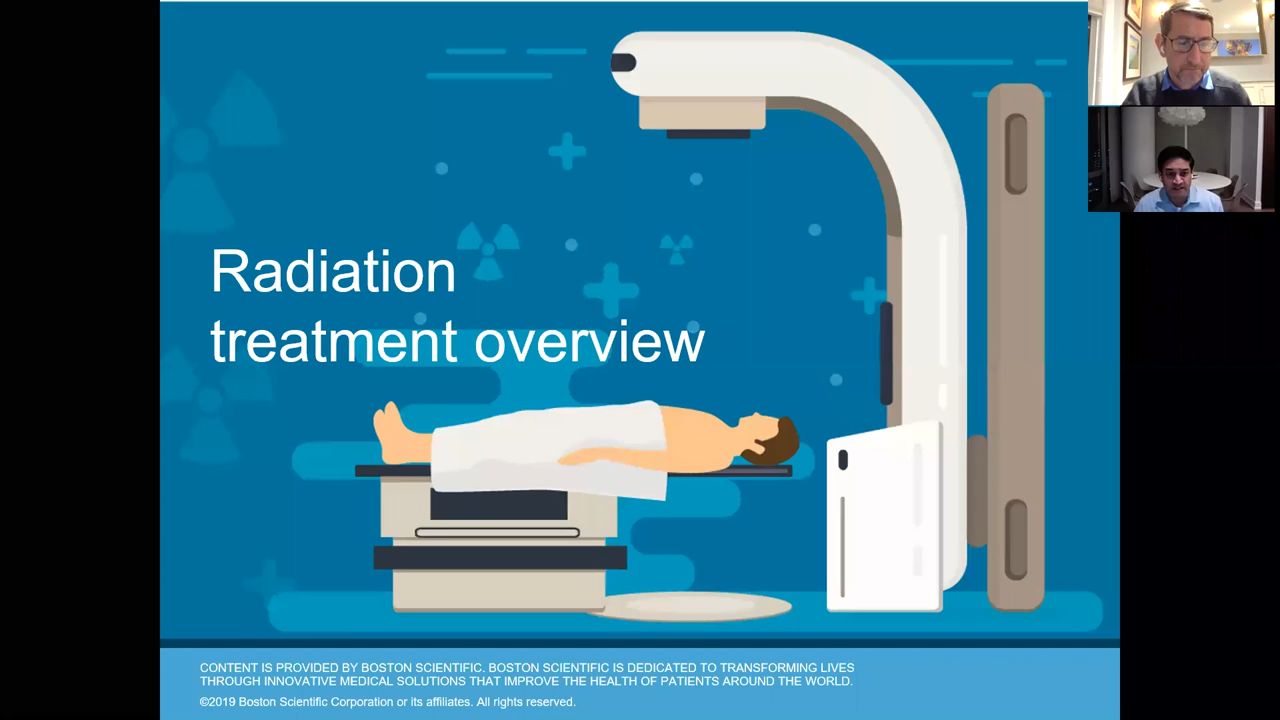 Radiation
treatment overview
CONTENT IS PROVIDED BY BOSTON SCIENTIFIC. BOSTON SCIENTIFIC IS DEDICATED TO TRANSFORMING LIVES
THROUGH INNOVATIVE MEDICAL SOLUTIONS THAT IMPROVE THE HEALTH OF PATIENTS AROUND THE WORLD.
©2019 Boston Scientific Corporation or its affiliates. All rights reserved.